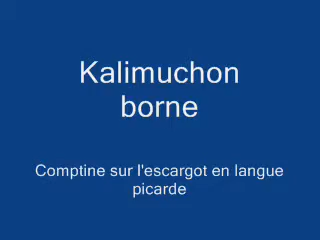 Kalimuchon
borne
Comptine sur l'escargot en langue
picarde